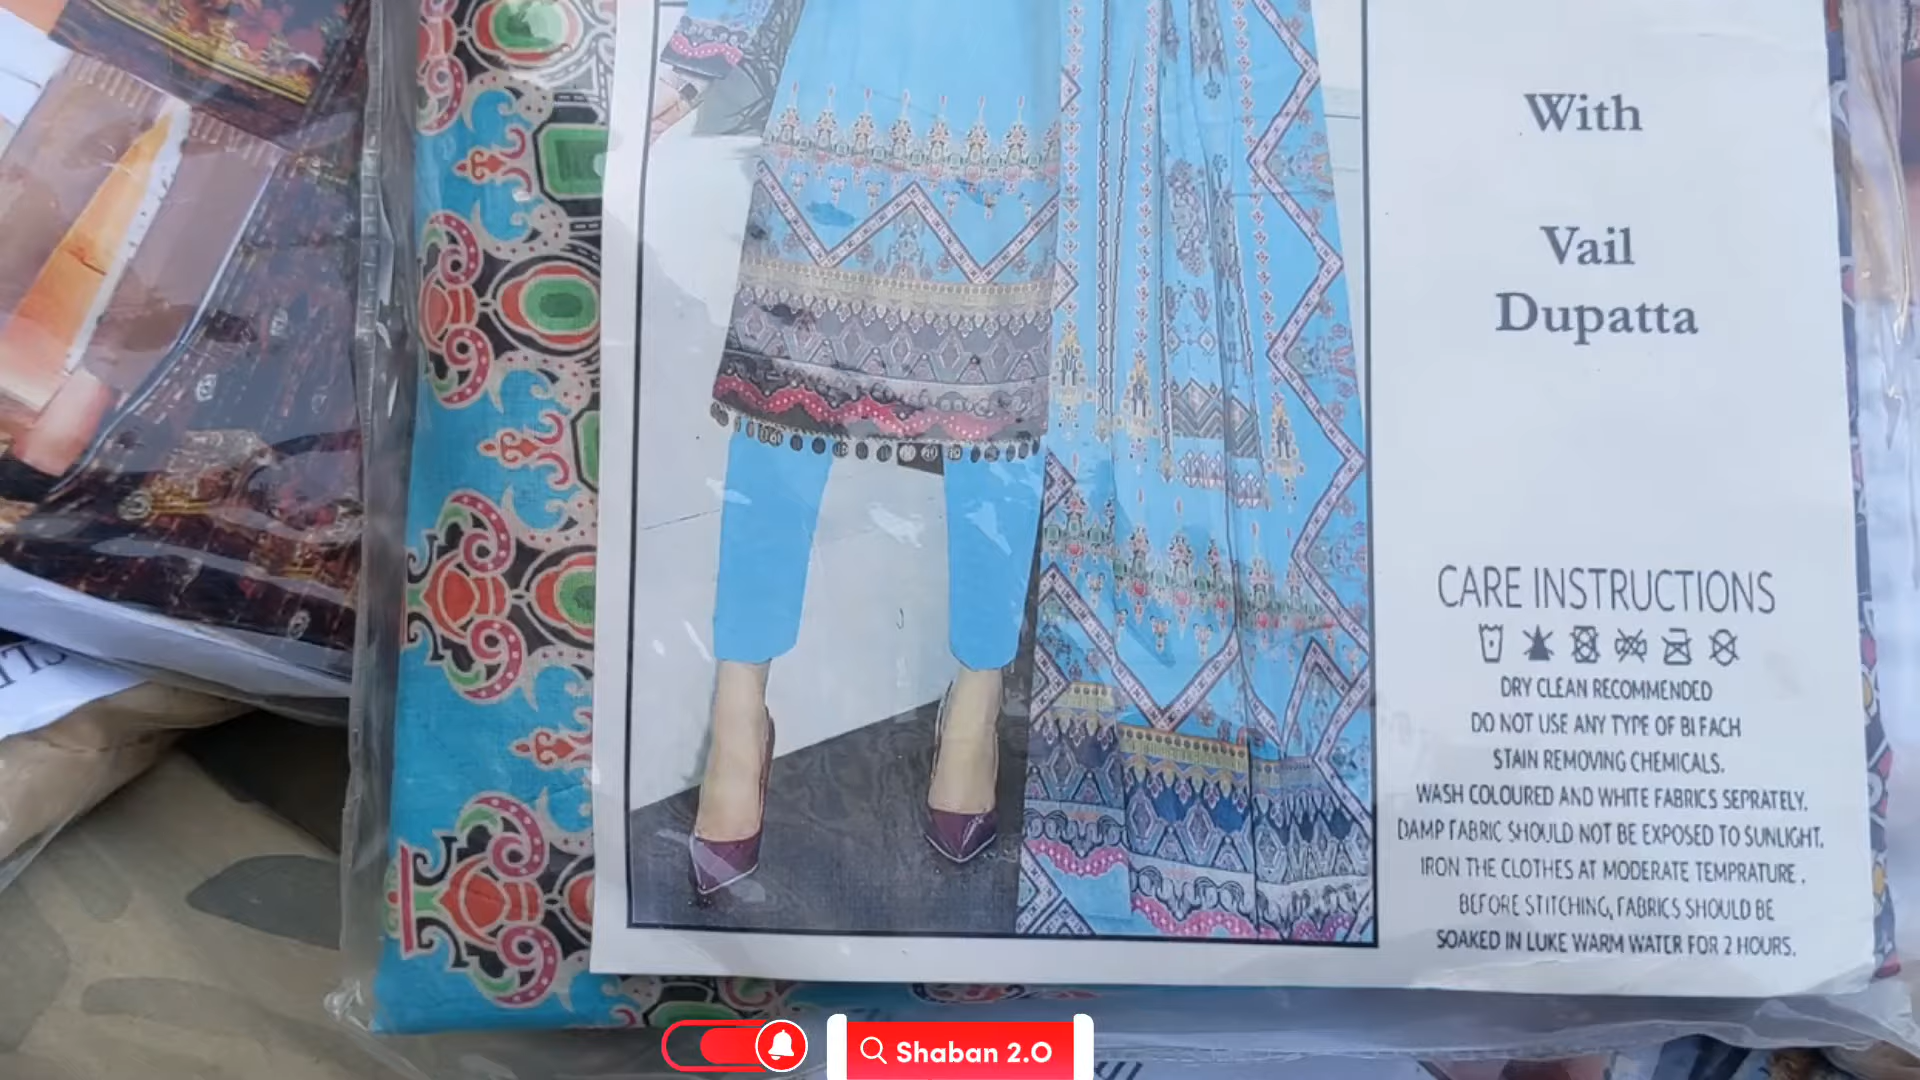 With
Vail
Dupatta
CARE INSTRUCTIONS
DRY CLEAN RECOMMENDED
DO NOT USE ANY TYPE OF BLEACH
STAIN REMOVING CHEMICALS.
WASH COLOURED AND WHITE FABRICS SEPRATELY.
DAMP FABRIC SHOULD NOT BE EXPOSED TO SUNLIGHT.
IRON THE CLOTHES AT MODERATE TEMPRATURE .
BEFORE STITCHING, FABRICS SHOULD BE
SOAKED IN LUKE WARM WATER FOR 2 HOURS.
Shaban 2.0